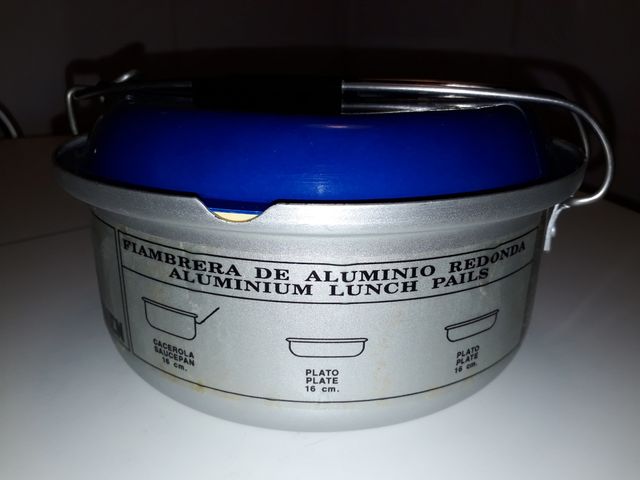 FIAMBRERA DE ALUMINIO REDONDA
ALUMINIUM LUNCH PAILS
CACEROLA
SAUCEPAN
16 cm.
PLATO
PLATE
16 cm.
PLATO
PLATE
16 cm.